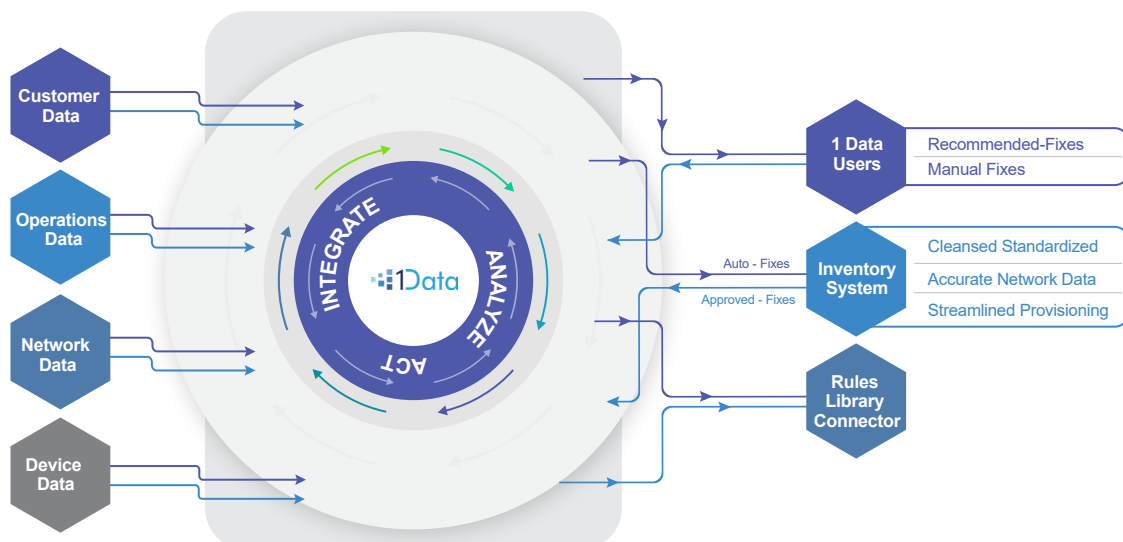 Customer
Data
Operations
Data
Network
Data
Device
Data
INTEGRATE
ANALYZE
ACT
1Data
1 Data
Users
Recommended-Fixes
Manual Fixes
Auto - Fixes
Approved - Fixes
Inventory
System
Cleansed Standardized
Accurate Network Data
Streamlined Provisioning
Rules
Library
Connector